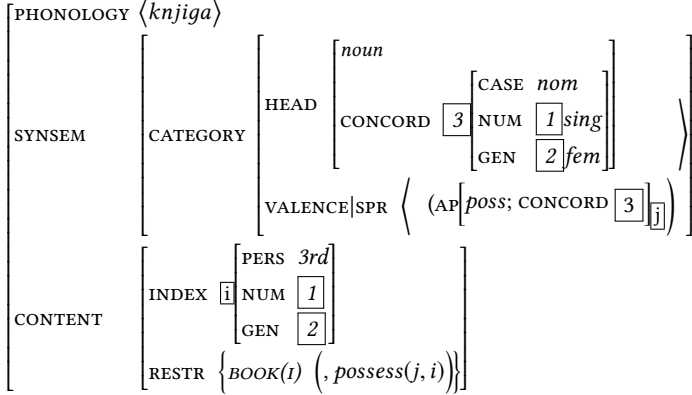 PHONOLOGY ⟨knjiga⟩
noun
CASE nom
HEAD
CONCORD 3 NUM 1 sing
SYNSEM CATEGORY
GEN 2 fem
VALENCE|SPR ⟨ (AP[poss; CONCORD 3]j) ⟩
PERS 3rd
INDEX i NUM 1
CONTENT
GEN 2
RESTR {BOOK(I) (, possess(j, i))}